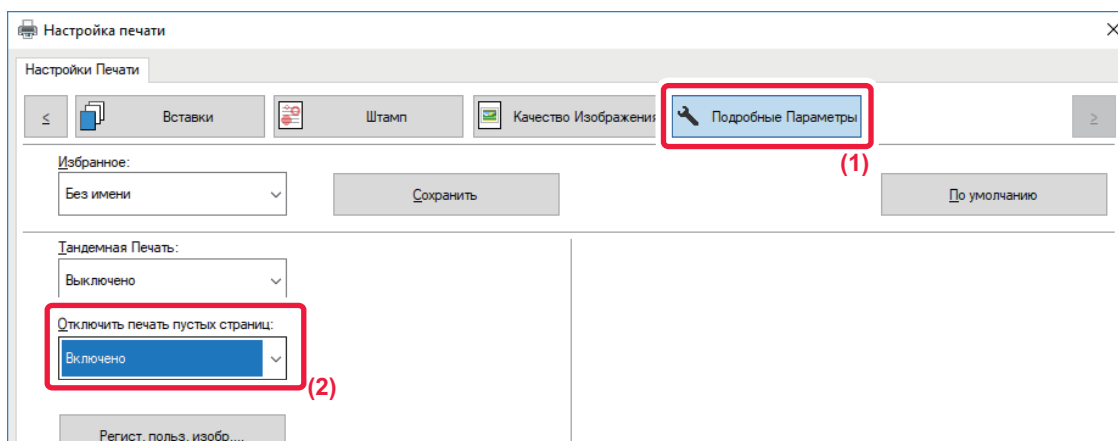 Настройка печати
Настройки Печати
< Вставки Штамп Качество Изображения Подробные Параметры >
(1)
Избранное:
Без имени Сохранить По умолчанию
Тандемная Печать:
Выключено
Отключить печать пустых страниц:
Включено
(2)
Регист. польз. изобр....